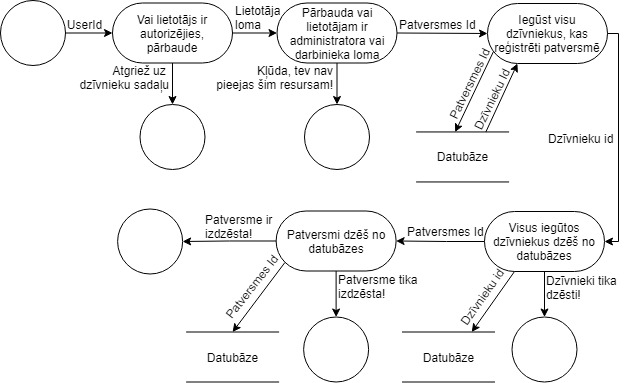 UserId
Vai lietotājs ir
autorizējies,
pārbaude
Lietotāja
loma
Pārbauda vai
lietotājam ir
administratora vai
darbinieka loma
Patversmes Id
Iegūst visu
dzīvniekus, kas
reģistrēti patversmē
Atgriež uz
dzīvnieku sadaļu
Kļūda, tev nav
pieejas šim resursam!
Patversmes Id
Dzīvnieku Id
Datubāze
Dzīvnieku id
Visus iegūtos
dzīvniekus dzēš no
datubāzes
Patversmes Id
Patversmi dzēš no
datubāzes
Patversme ir
izdzēsta!
Patversmes Id
Patversme tika
izdzēsta!
Dzīvnieku id
Dzīvnieki tika
dzēsti!
Datubāze
Datubāze